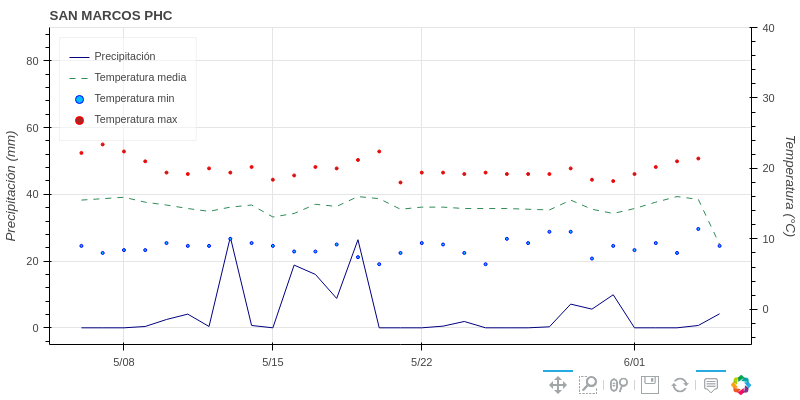 SAN MARCOS PHC
Precipitación
Temperatura media
Temperatura min
Temperatura max
Precipitación (mm)
80
60
40
20
0
40
30
20
10
0
Temperatura (°C)
5/08
5/15
5/22
6/01